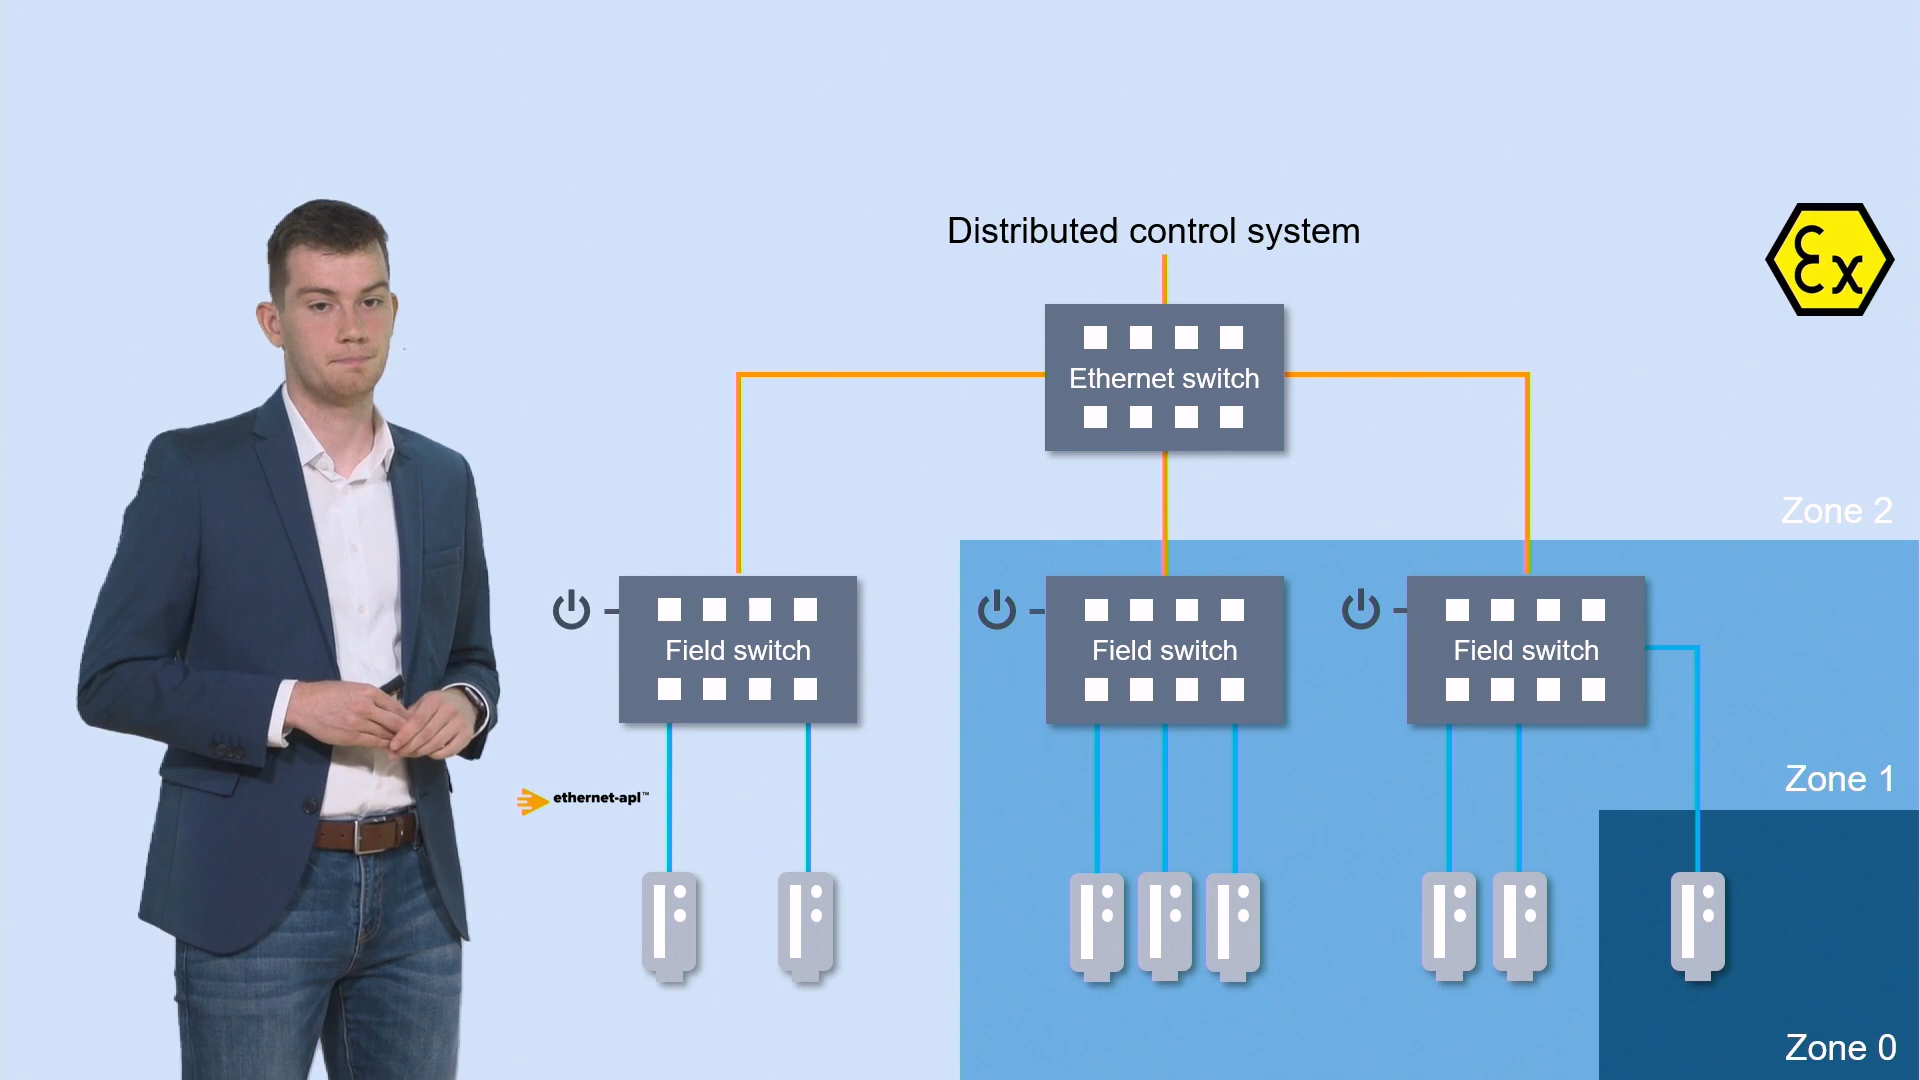 Distributed control system
Ex
Ethernet switch
Zone 2
Field switch
Field switch
Field switch
Zone 1
ethernet-apl™
Zone 0